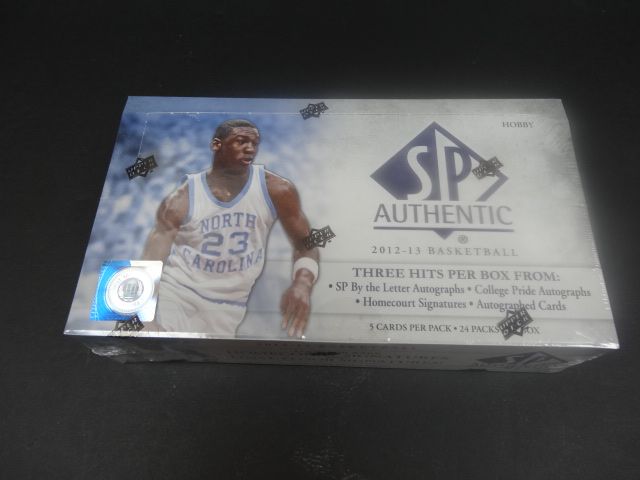 HOBBY
SP
AUTHENTIC
®
2012-13 BASKETBALL
THREE HITS PER BOX FROM:
• SP By the Letter Autographs • College Pride Autographs
• Homecourt Signatures • Autographed Cards
5 CARDS PER PACK • 24 PACKS OX
NORTH
23
CAROLINA